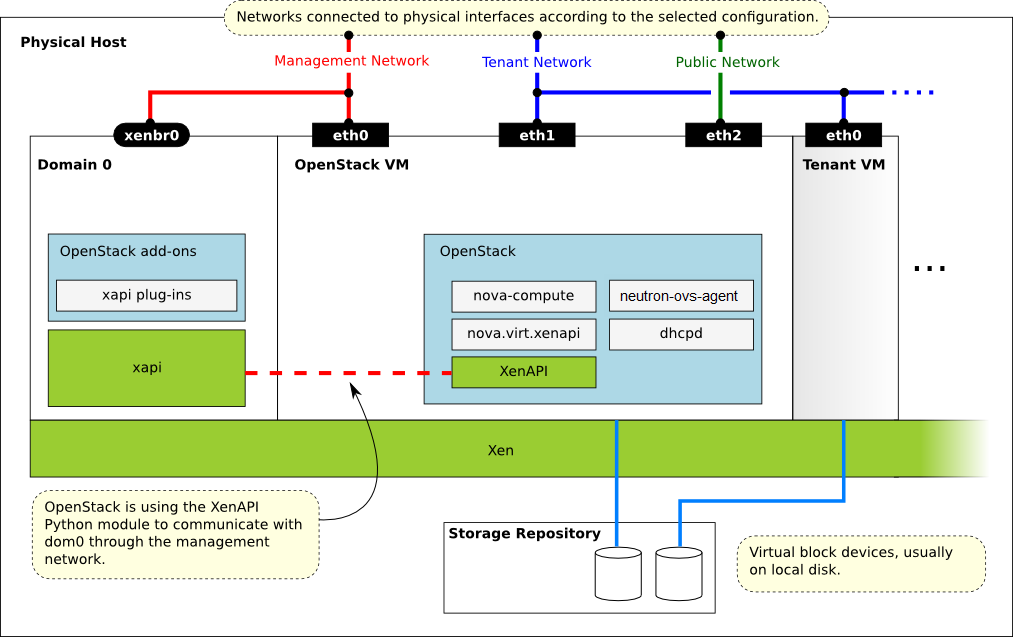 Networks connected to physical interfaces according to the selected configuration.
Physical Host
Management Network
Tenant Network
Public Network
xenbr0
eth0
eth1
eth2
eth0
Domain 0
OpenStack VM
Tenant VM
OpenStack add-ons
xapi plug-ins
xapi
OpenStack
nova-compute
neutron-ovs-agent
nova.virt.xenapi
dhcpd
XenAPI
...
Xen
OpenStack is using the XenAPI
Python module to communicate with
dom0 through the management
network.
Storage Repository
Virtual block devices, usually
on local disk.